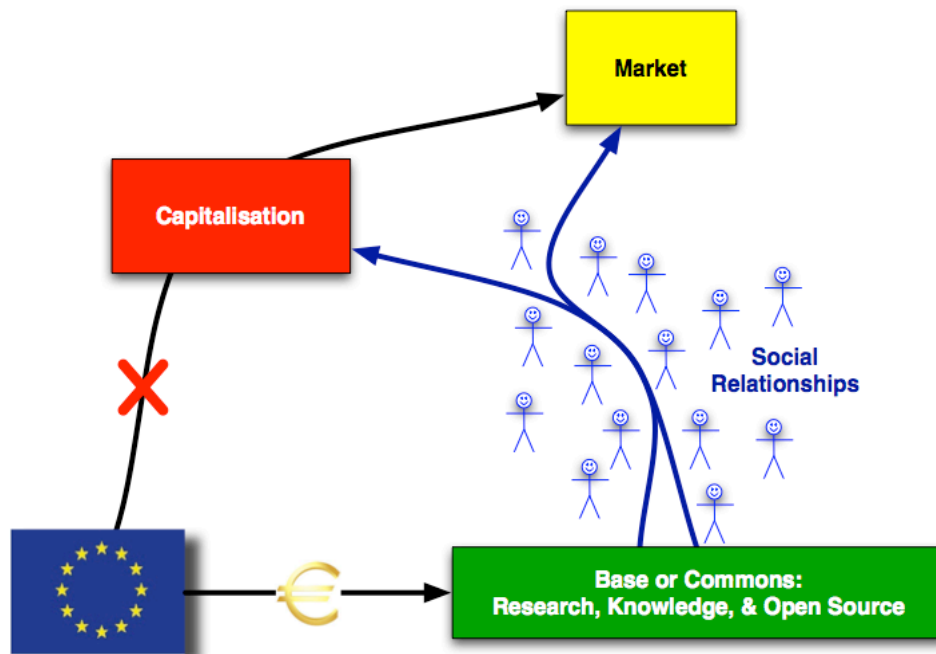 Market
Capitalisation
Social
Relationships
€
Base or Commons:
Research, Knowledge, & Open Source